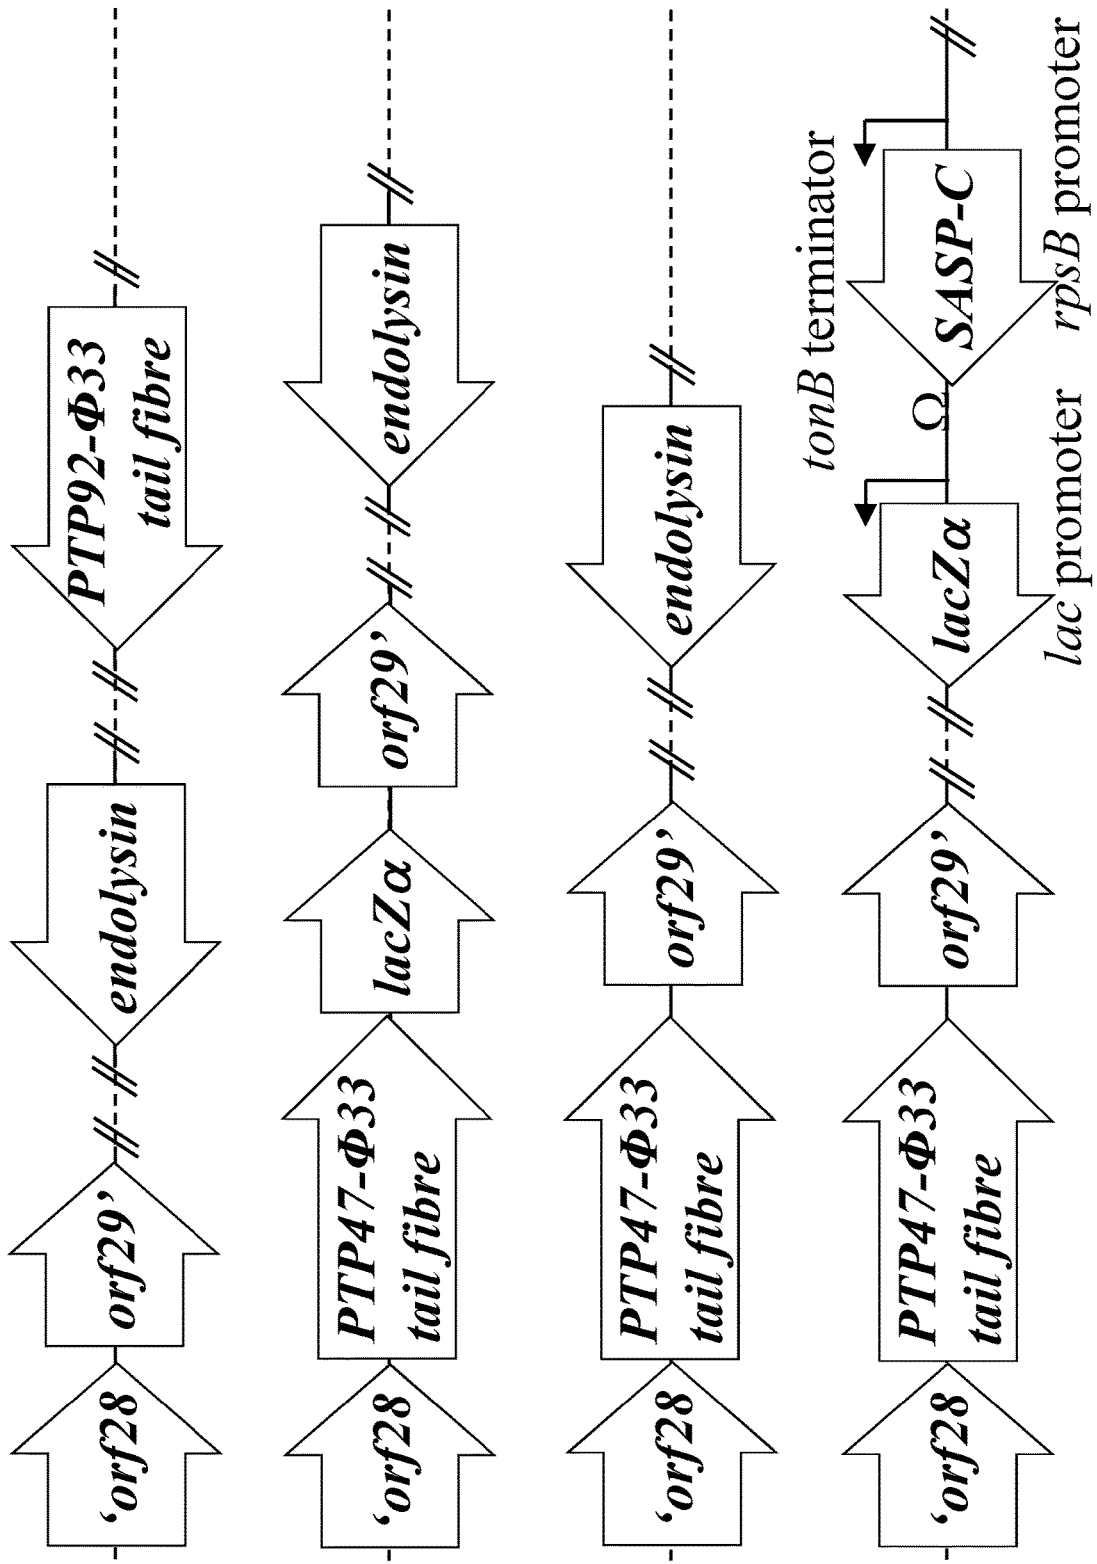 ‘orf28
orf29’
endolysin
PTP92-Φ33
tail fibre
‘orf28
PTP47-Φ33
tail fibre
lacZα
orf29’
endolysin
‘orf28
PTP47-Φ33
tail fibre
orf29’
endolysin
tonB terminator
‘orf28
PTP47-Φ33
tail fibre
orf29’
lacZα
Ω
SASP-C
lac promoter
rpsB promoter